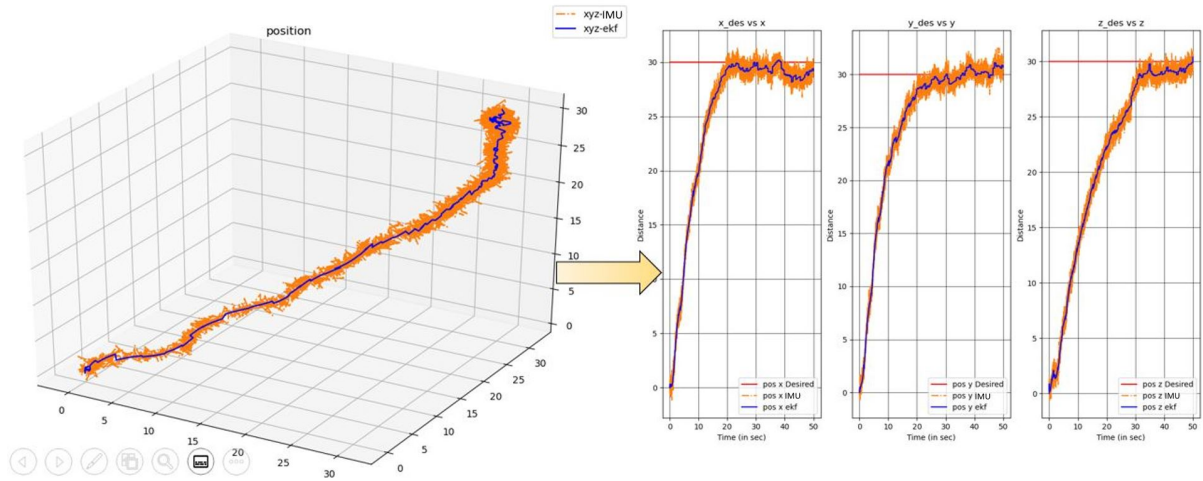 position
xyz-IMU
xyz-ekf
30
25
20
15
10
5
0
0
5
10
15
20
25
30
0
5
10
15
20
25
30
x_des vs x
30
25
20
15
10
5
0
Distance
pos x Desired
pos x IMU
pos x ekf
0 10 20 30 40 50
Time (in sec)
y_des vs y
30
25
20
15
10
5
0
Distance
pos y Desired
pos y IMU
pos y ekf
0 10 20 30 40 50
Time (in sec)
z_des vs z
30
25
20
15
10
5
0
Distance
pos z Desired
pos z IMU
pos z ekf
0 10 20 30 40 50
Time (in sec)